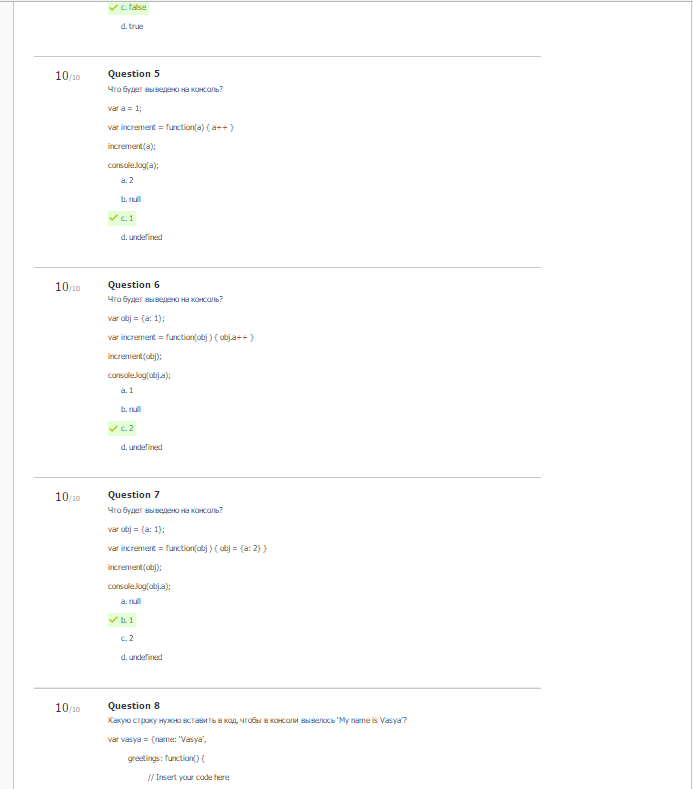 c. false
d. true
10/10
Question 5
Что будет выведено на консоль?
var a = 1;
var increment = function(a) { a++ }
increment(a);
console.log(a);
a. 2
b. null
c. 1
d. undefined
10/10
Question 6
Что будет выведено на консоль?
var obj = {a: 1};
var increment = function(obj ) { obj.a++ }
increment(obj);
console.log(obj.a);
a. 1
b. null
c. 2
d. undefined
10/10
Question 7
Что будет выведено на консоль?
var obj = {a: 1};
var increment = function(obj ) { obj = {a: 2} }
increment(obj);
console.log(obj.a);
a. null
b. 1
c. 2
d. undefined
10/10
Question 8
Какую строку нужно вставить в код, чтобы в консоли вывелось 'My name is Vasya'?
var vasya = {name: 'Vasya',
greetings: function() {
// Insert your code here